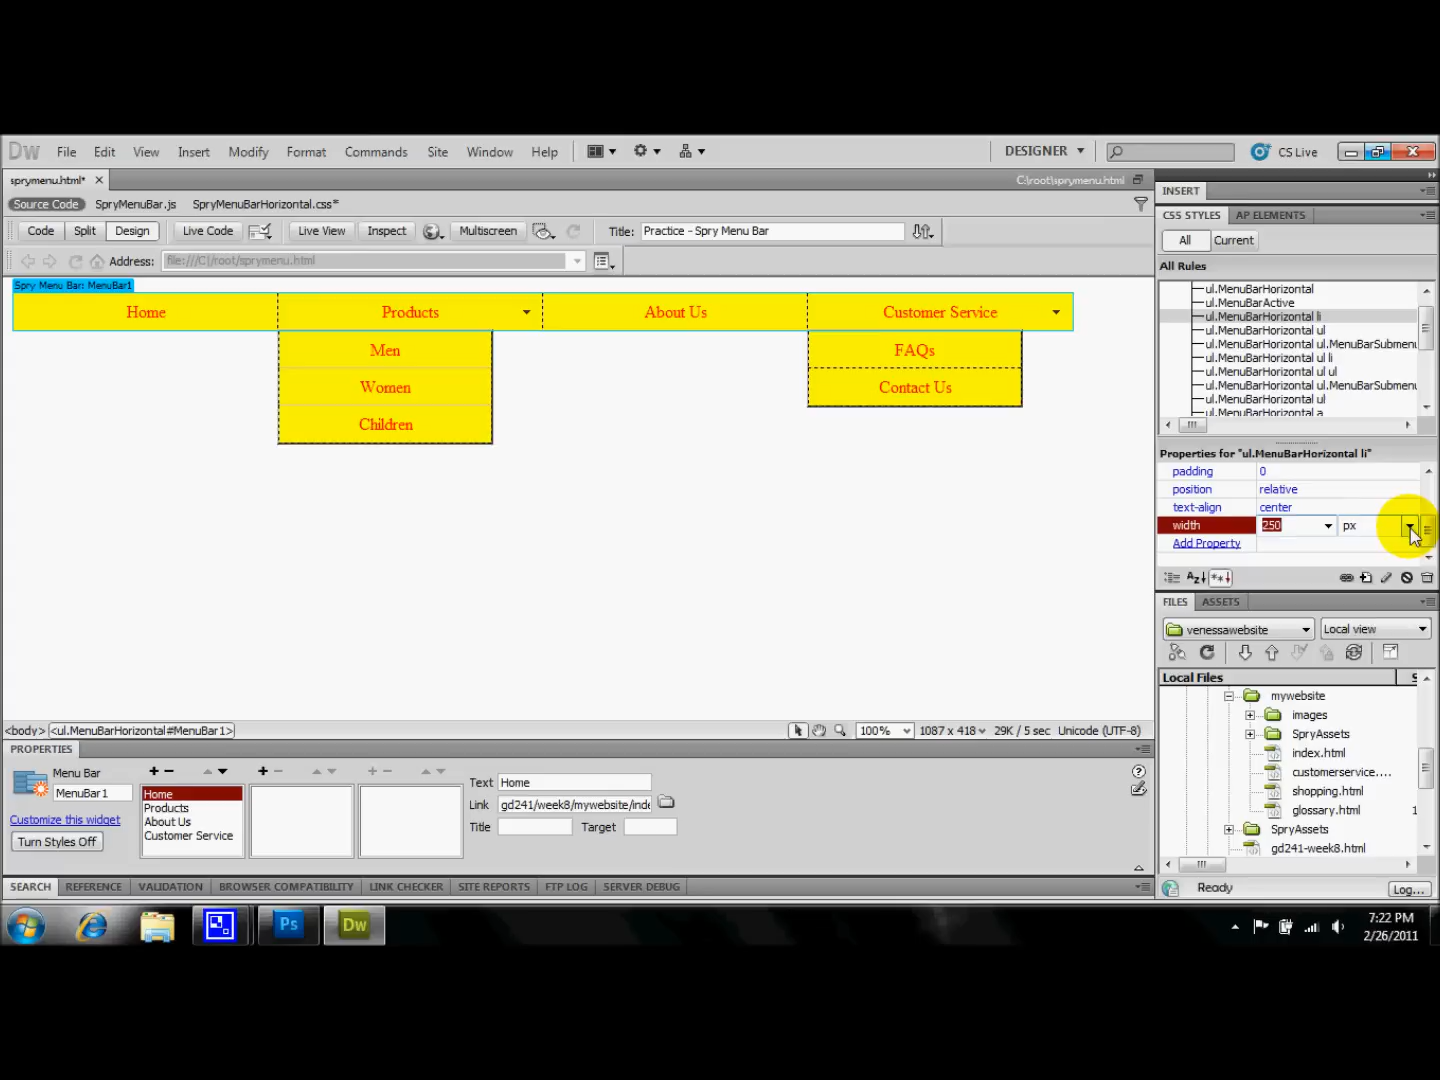 Dw File Edit View Insert Modify Format Commands Site Window Help DESIGNER CS Live
sprymenu.html* C:\root\sprymenu.html
Source Code SpryMenuBar.js SpryMenuBarHorizontal.css*
Code Split Design Live Code Live View Inspect Multiscreen Title: Practice - Spry Menu Bar
Address: file:///C|/root/sprymenu.html
Spry Menu Bar: MenuBar1
Home Products About Us Customer Service
Men FAQs
Women Contact Us
Children
<body> <ul.MenuBarHorizontal#MenuBar1> 100% 1087 x 418 29K / 5 sec Unicode (UTF-8)
PROPERTIES
Menu Bar
MenuBar1
Customize this widget
Turn Styles Off
Home
Products
About Us
Customer Service
Text Home
Link gd241/week8/mywebsite/inde
Title Target
SEARCH REFERENCE VALIDATION BROWSER COMPATIBILITY LINK CHECKER SITE REPORTS FTP LOG SERVER DEBUG
INSERT
CSS STYLES AP ELEMENTS
All Current
All Rules
ul.MenuBarHorizontal
ul.MenuBarActive
ul.MenuBarHorizontal li
ul.MenuBarHorizontal ul
ul.MenuBarHorizontal ul.MenuBarSubmenu
ul.MenuBarHorizontal ul li
ul.MenuBarHorizontal ul ul
ul.MenuBarHorizontal ul.MenuBarSubmenu
ul.MenuBarHorizontal ul
ul.MenuBarHorizontal a
Properties for "ul.MenuBarHorizontal li"
padding 0
position relative
text-align center
width 250 px
Add Property
FILES ASSETS
venessawebsite Local view
Local Files S
mywebsite
images
SpryAssets
index.html
customerservice....
shopping.html
glossary.html 1
SpryAssets
gd241-week8.html
Ready Log...
Ps Dw
7:22 PM
2/26/2011